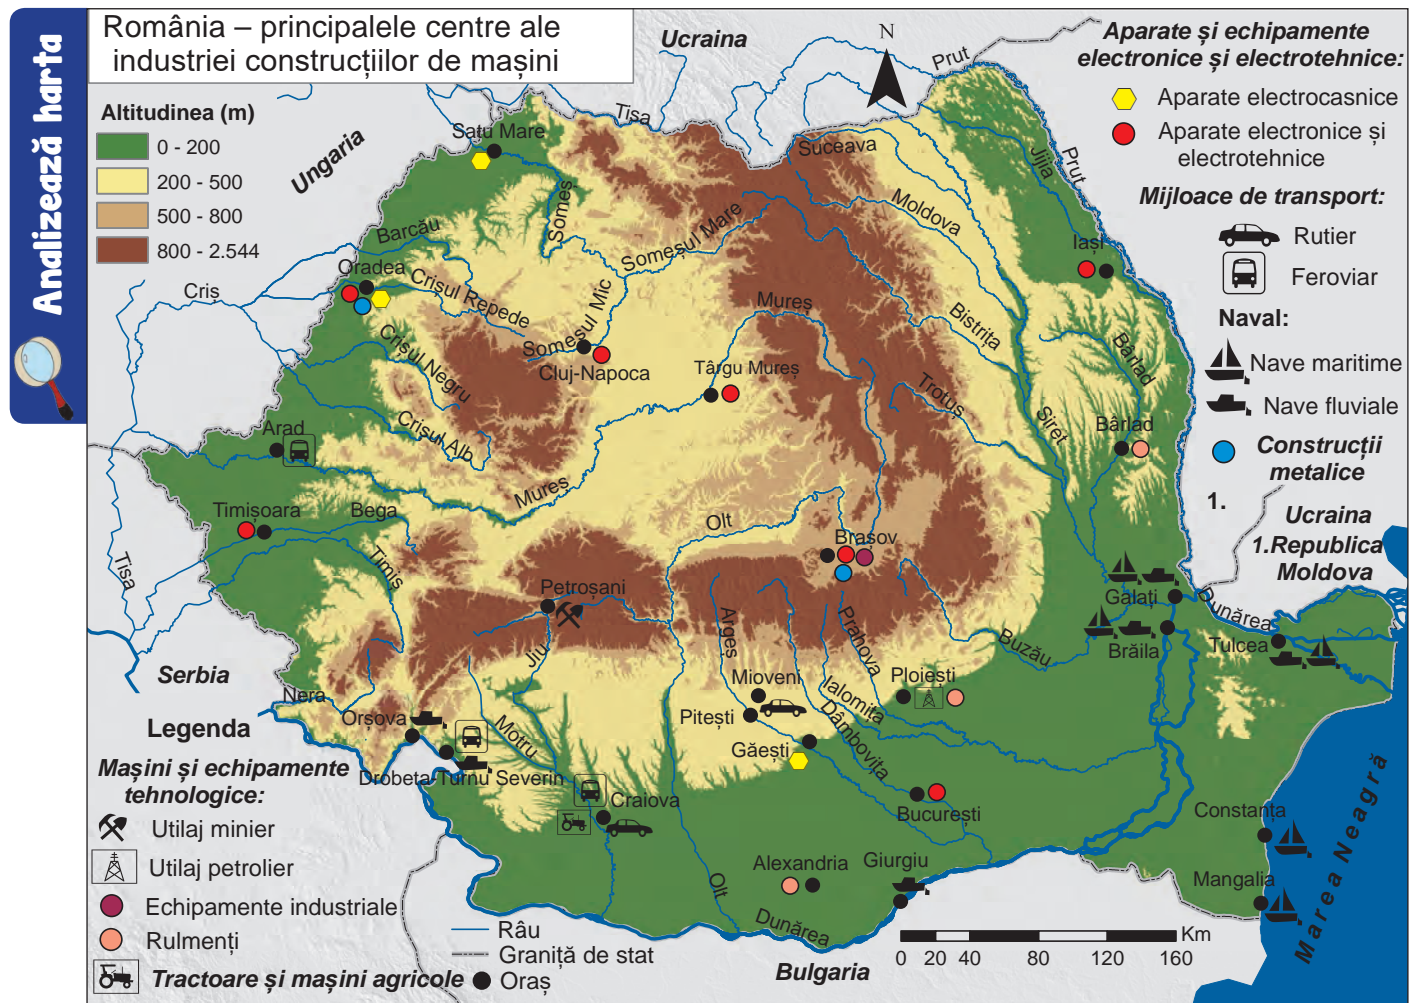 Analizează harta
România – principalele centre ale
industriei construcțiilor de mașini
Altitudinea (m)
0 - 200
200 - 500
500 - 800
800 - 2.544
Ucraina
Ungaria
N
Aparate și echipamente
electronice și electrotehnice:
Aparate electrocasnice
Aparate electronice și
electrotehnice
Mijloace de transport:
Rutier
Feroviar
Naval:
Nave maritime
Nave fluviale
Construcții
metalice
1.
Ucraina
1.Republica
Moldova
Prut
Tisa
Satu Mare
Suceava
Jijia
Prut
Someș
Moldova
Barcău
Someșul Mare
Iași
Oradea
Criș
Crișul Repede
Someșul Mic
Mureș
Bistrița
Crișul Negru
Cluj-Napoca
Târgu Mureș
Bârlad
Trotuș
Crișul Alb
Siret
Bârlad
Arad
Mureș
Timișoara
Bega
Olt
Brașov
Tisa
Timiș
Petroșani
Galați
Dunărea
Argeș
Prahova
Jiu
Buzău
Brăila
Tulcea
Serbia
Mioveni
Ploiești
Nera
Ialomița
Orșova
Pitești
Dâmbovița
Motru
Găești
Drobeta-Turnu Severin
Craiova
București
Constanța
Marea Neagră
Alexandria
Giurgiu
Mangalia
Olt
Dunărea
Bulgaria
Legenda
Mașini și echipamente
tehnologice:
Utilaj minier
Utilaj petrolier
Echipamente industriale
Rulmenți
Tractoare și mașini agricole
Râu
Graniță de stat
Oraș
Km
0 20 40 80 120 160